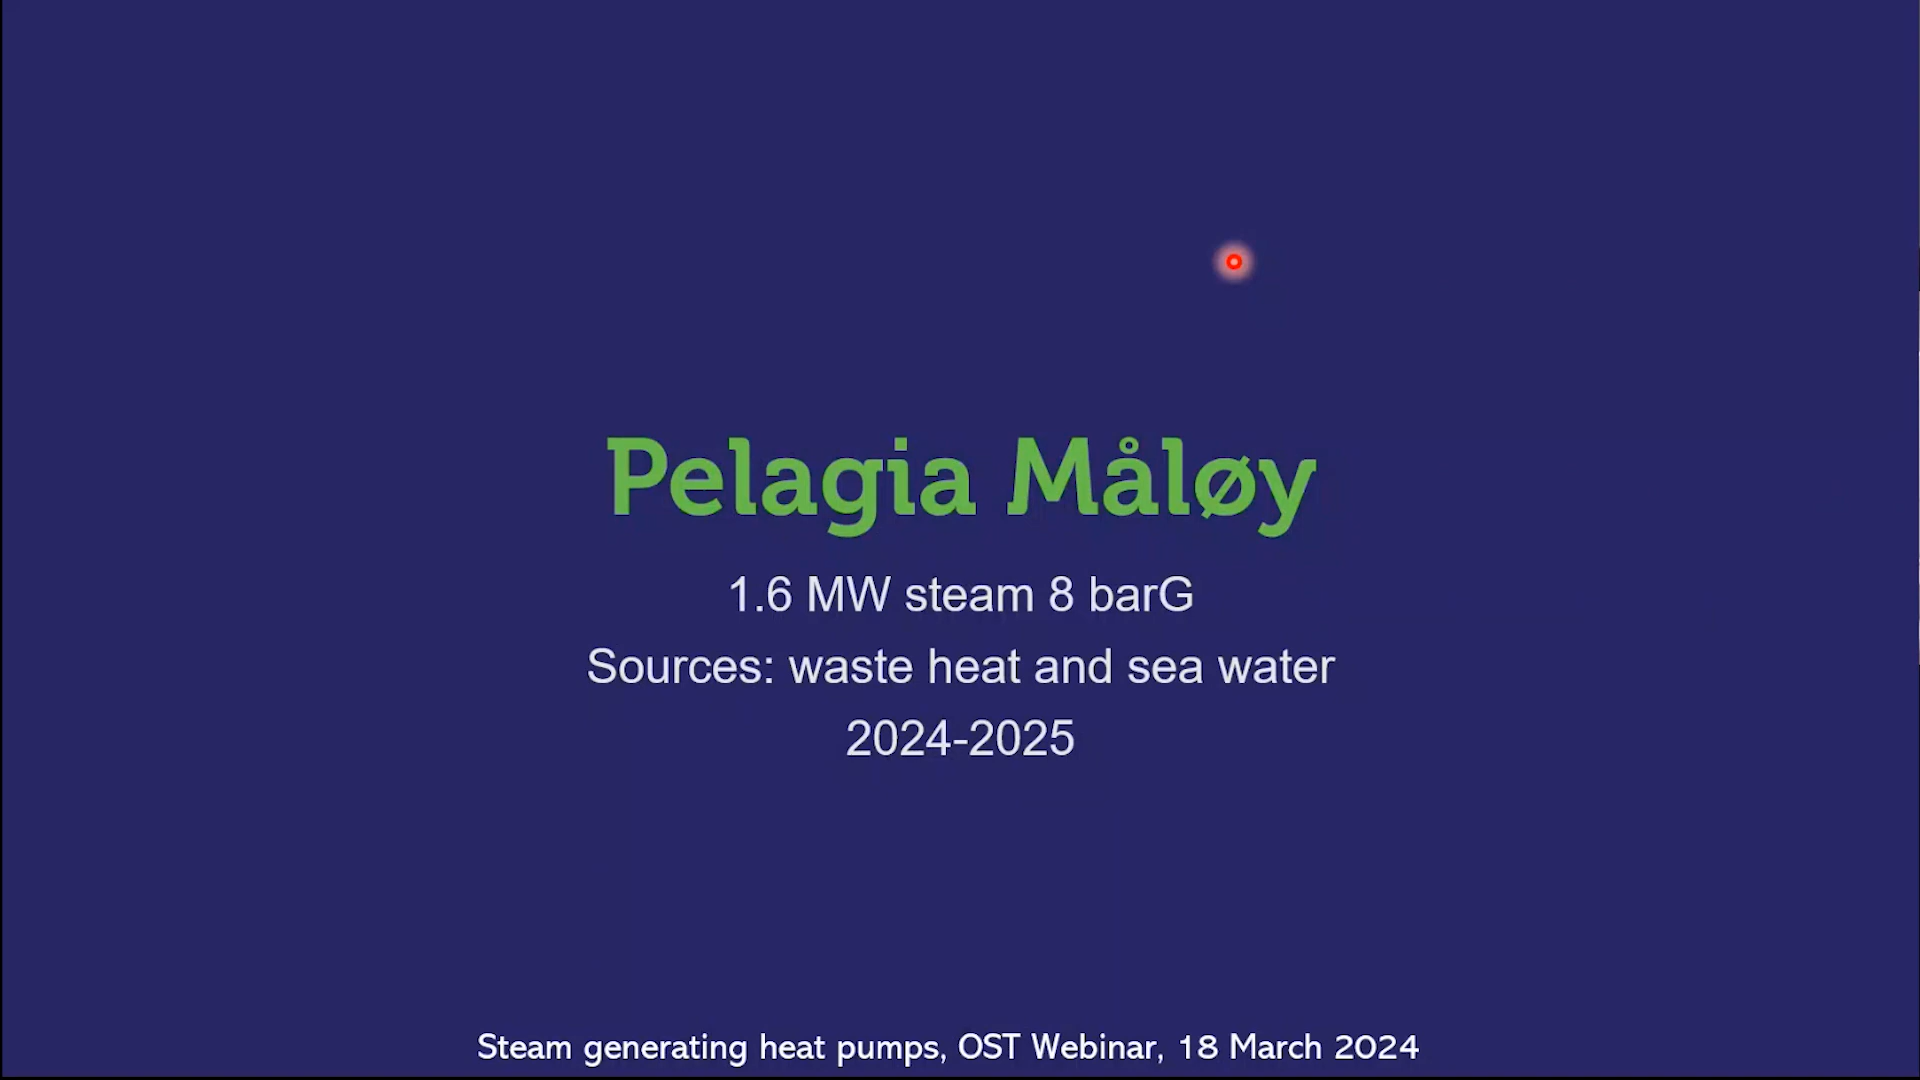 Pelagia Måløy
1.6 MW steam 8 barG
Sources: waste heat and sea water
2024-2025
Steam generating heat pumps, OST Webinar, 18 March 2024